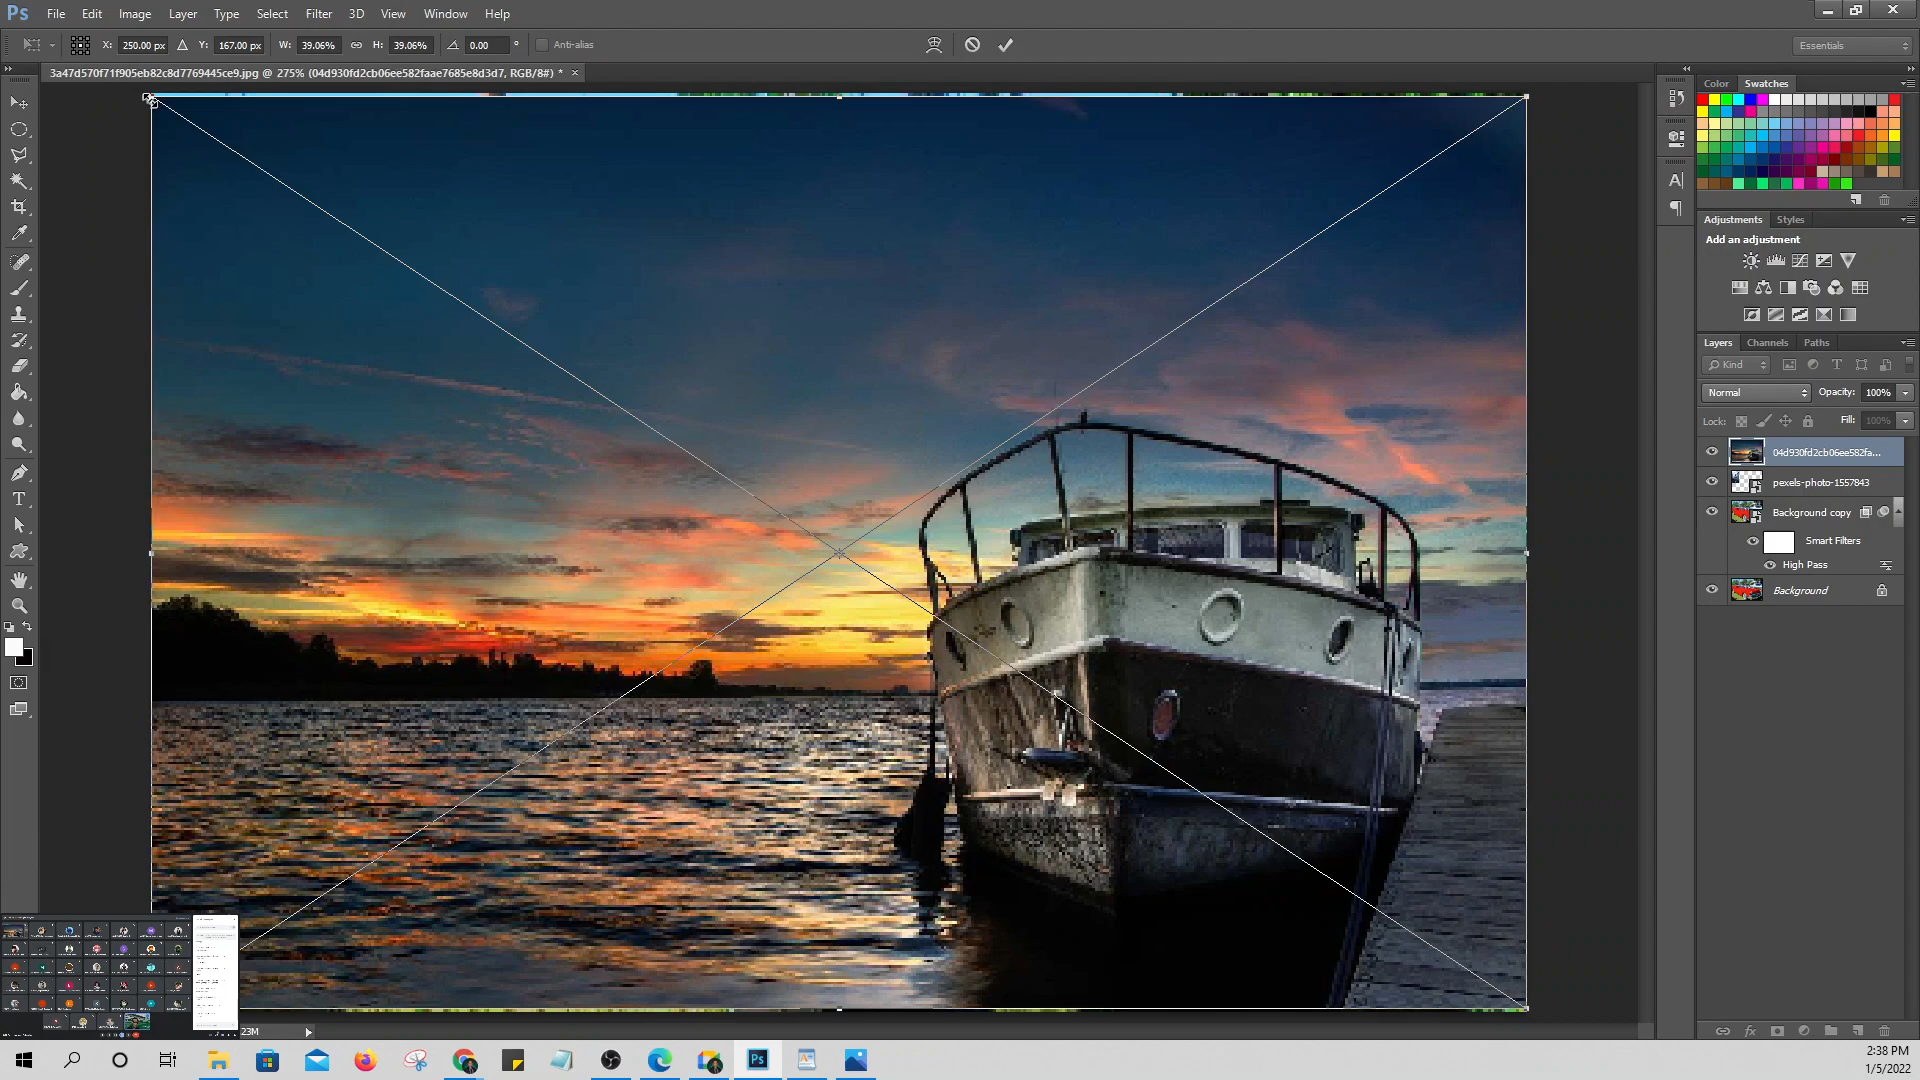 Ps File Edit Image Layer Type Select Filter 3D View Window Help
X: 250.00 px Y: 167.00 px W: 39.06% H: 39.06% 0.00 ° Anti-alias Essentials
3a47d570f71f905eb82c8d7769445ce9.jpg @ 275% (04d930fd2cb06ee582faae7685e8d3d7, RGB/8#) *
Color Swatches
Adjustments Styles
Add an adjustment
Layers Channels Paths
Kind
Normal Opacity: 100%
Lock: Fill: 100%
04d930fd2cb06ee582fa...
pexels-photo-1557843
Background copy
Smart Filters
High Pass
Background
23M
2:38 PM
1/5/2022